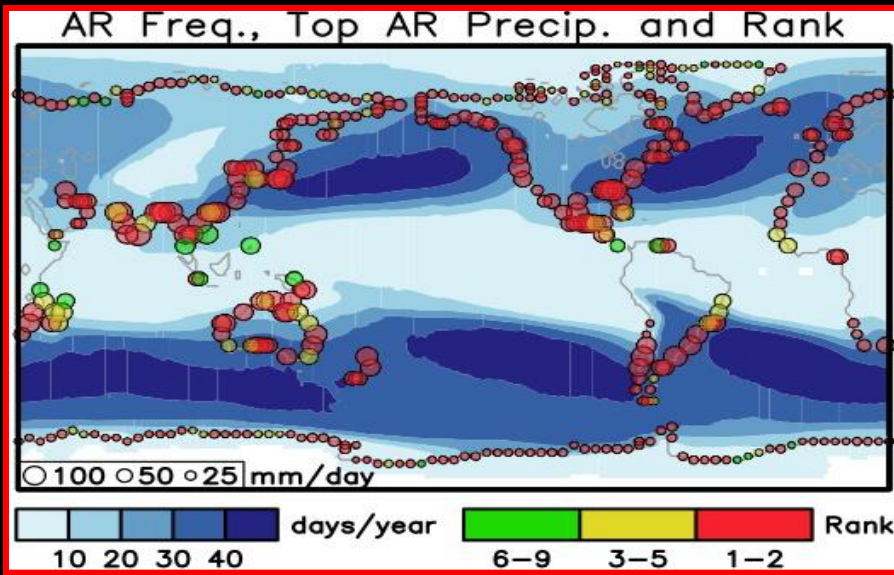 AR Freq., Top AR Precip. and Rank
100 50 25 mm/day
days/year Rank
10 20 30 40 6-9 3-5 1-2